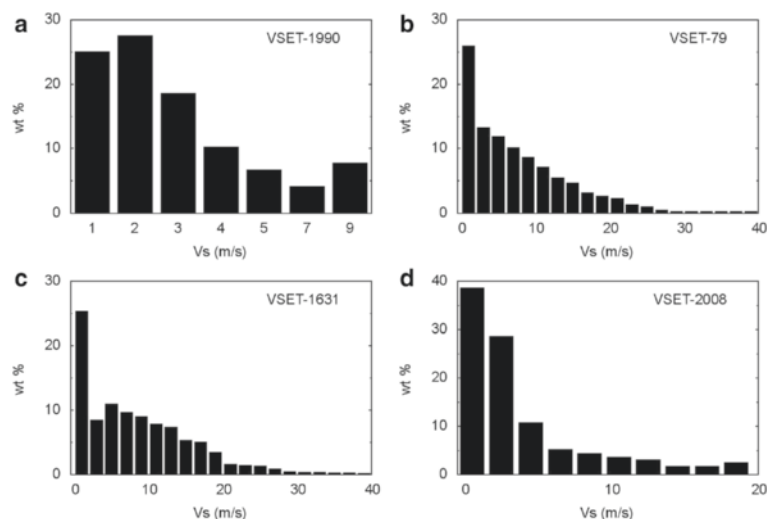 a
VSET-1990
wt %
30
20
10
0
1 2 3 4 5 7 9
Vs (m/s)
b
VSET-79
wt %
30
20
10
0
0 10 20 30 40
Vs (m/s)
c
VSET-1631
wt %
30
20
10
0
0 10 20 30 40
Vs (m/s)
d
VSET-2008
wt %
40
30
20
10
0
0 10 20
Vs (m/s)